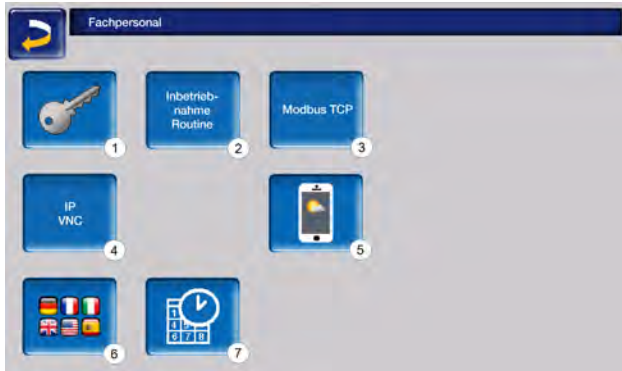 Fachpersonal
Inbetrieb-
nahme
Routine
Modbus TCP
1
2
3
IP
VNC
4
5
6
7